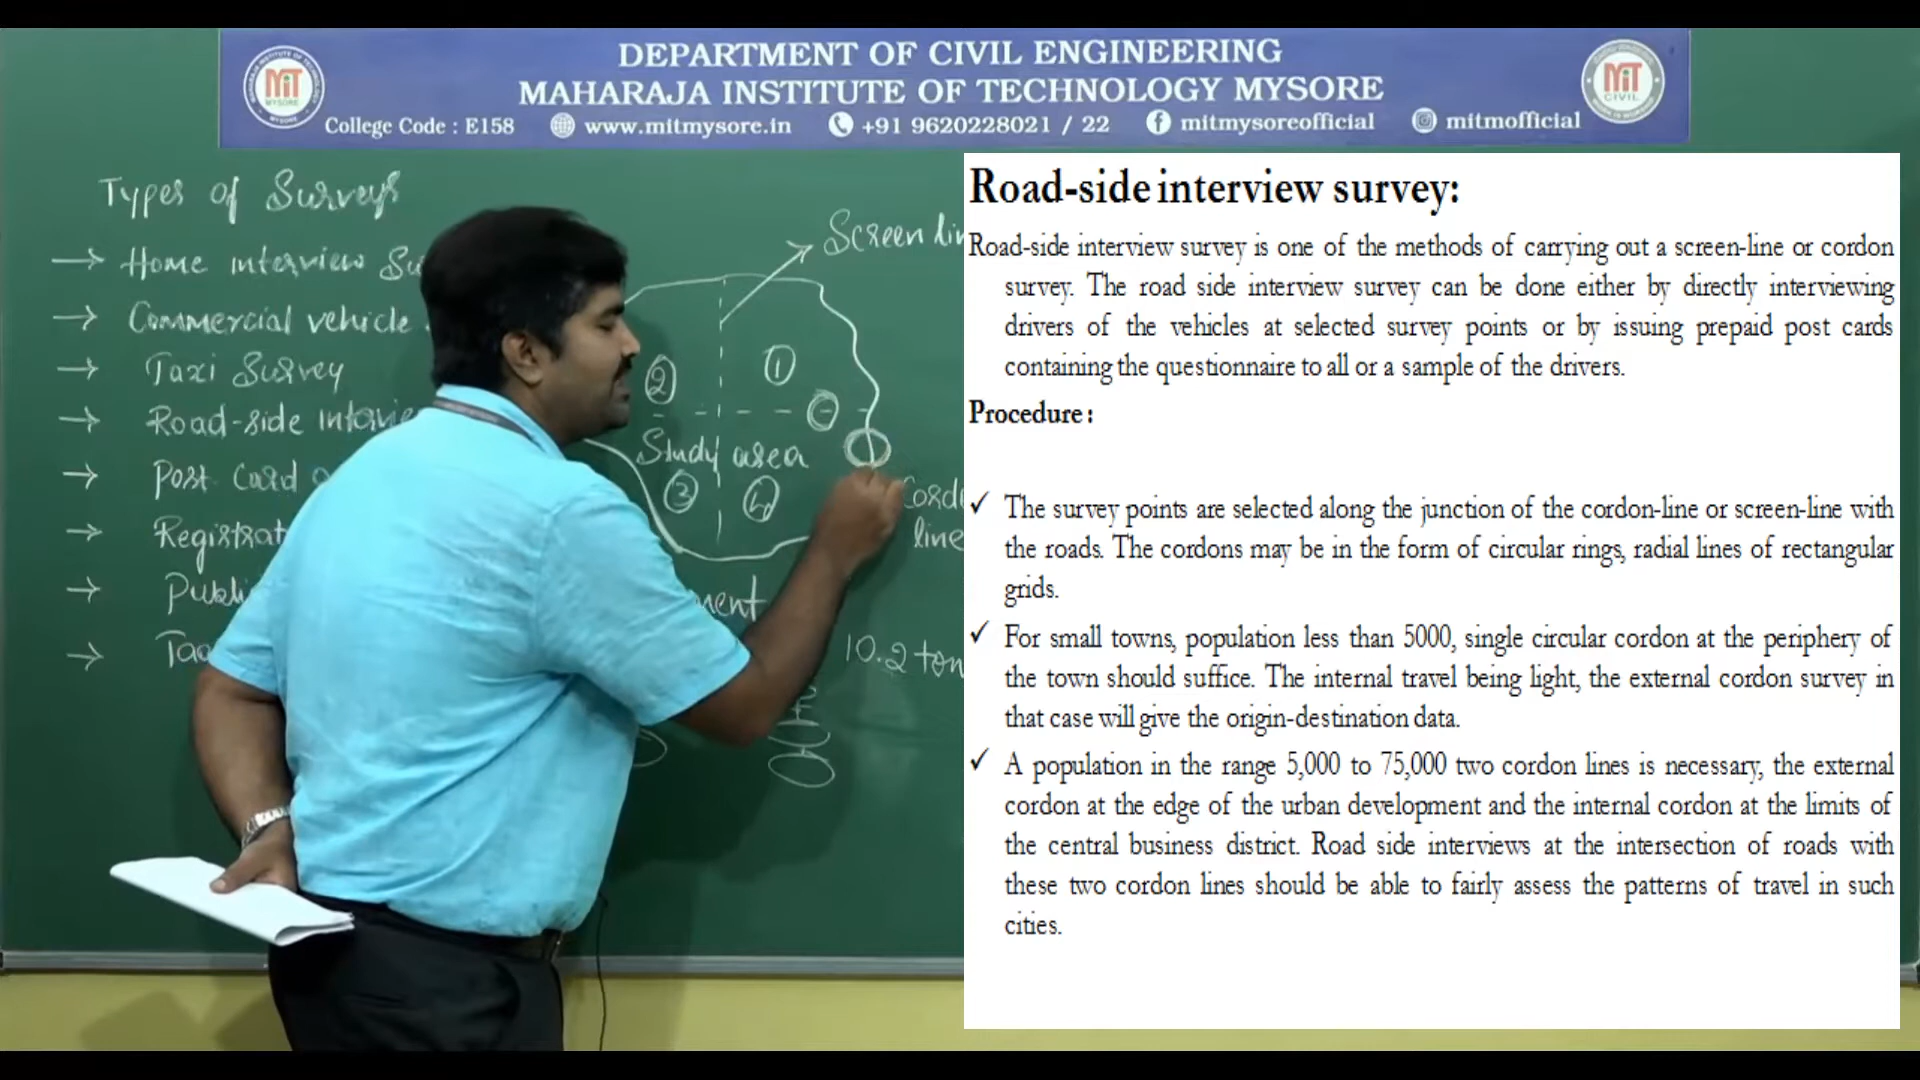 DEPARTMENT OF CIVIL ENGINEERING
MAHARAJA INSTITUTE OF TECHNOLOGY MYSORE
College Code : E158 www.mitmysore.in +91 9620228021 / 22 mitmysoreofficial mitmofficial
MIT
MYSORE
MIT
CIVIL
Types of Surveys
→ Home interview Su
→ Commercial vehicle
→ Taxi Survey
→ Road-side Intervie
→ Post Card
→ Registrat
→ Publi
→ Ta
Screen lin
2 1
Study area
3 4
Corde
line
ment
10.2 ton
Road-side interview survey:
Road-side interview survey is one of the methods of carrying out a screen-line or cordon
survey. The road side interview survey can be done either by directly interviewing
drivers of the vehicles at selected survey points or by issuing prepaid post cards
containing the questionnaire to all or a sample of the drivers.
Procedure :
✓ The survey points are selected along the junction of the cordon-line or screen-line with
the roads. The cordons may be in the form of circular rings, radial lines of rectangular
grids.
✓ For small towns, population less than 5000, single circular cordon at the periphery of
the town should suffice. The internal travel being light, the external cordon survey in
that case will give the origin-destination data.
✓ A population in the range 5,000 to 75,000 two cordon lines is necessary, the external
cordon at the edge of the urban development and the internal cordon at the limits of
the central business district. Road side interviews at the intersection of roads with
these two cordon lines should be able to fairly assess the patterns of travel in such
cities.